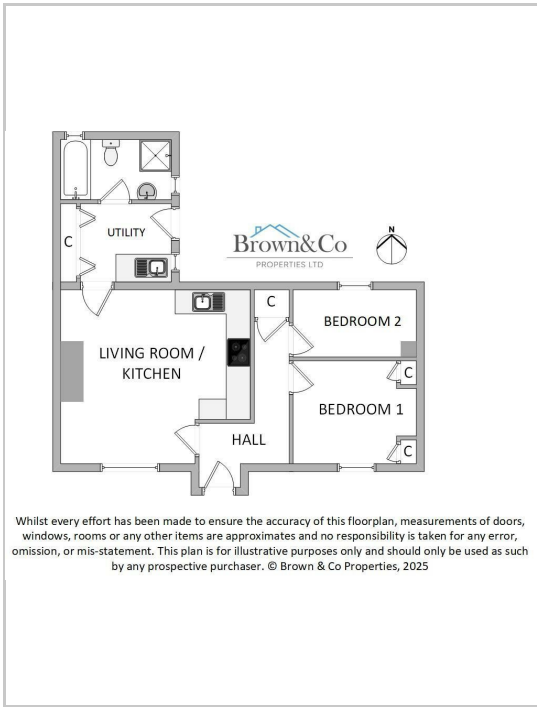 UTILITY
C
Brown&Co
PROPERTIES LTD
N
C
BEDROOM 2
LIVING ROOM /
KITCHEN
C
BEDROOM 1
HALL
C
Whilst every effort has been made to ensure the accuracy of this floorplan, measurements of doors,
windows, rooms or any other items are approximates and no responsibility is taken for any error,
omission, or mis-statement. This plan is for illustrative purposes only and should only be used as such
by any prospective purchaser. © Brown & Co Properties, 2025